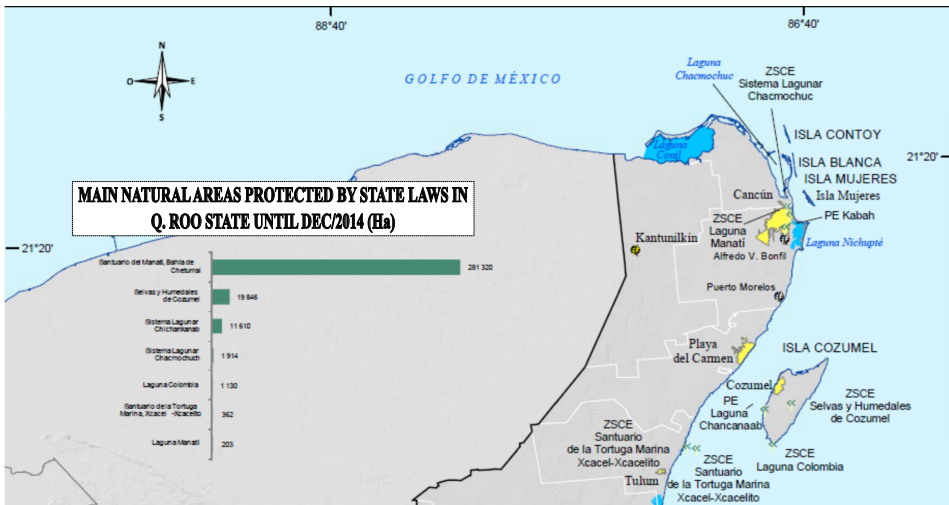 88°40'
86°40'
N
O
E
S
GOLFO DE MÉXICO
Laguna
Chacmochuc
ZSCE
Sistema Lagunar
Chacmochuc
ISLA CONTOY
Laguna
Conil
ISLA BLANCA
21°20'
ISLA MUJERES
Cancún
Isla Mujeres
MAIN NATURAL AREAS PROTECTED BY STATE LAWS IN
Q. ROO STATE UNTIL DEC/2014 (Ha)
ZSCE
Laguna
Manatí
PE Kabah
Kantunilkin
Laguna Nichupté
Alfredo V. Bonfil
21°20'
Santuario del Manatí, Bahía de
Chetumal
281 320
Selvas y Humedales
de Cozumel
19 846
Sistema Lagunar
Chichankanab
11 610
Sistema Lagunar
Chacmochuch
1 914
Laguna Colombia
1 130
Santuario de la Tortuga
Marina, Xcacel -Xcacelito
362
Laguna Manatí
203
Puerto Morelos
Playa
del Carmen
ISLA COZUMEL
Cozumel
PE
Laguna
Chancanaab
ZSCE
Selvas y Humedales
de Cozumel
ZSCE
Santuario
de la Tortuga Marina
Xcacel-Xcacelito
ZSCE
Laguna Colombia
Tulum
ZSCE
Santuario
de la Tortuga Marina
Xcacel-Xcacelito